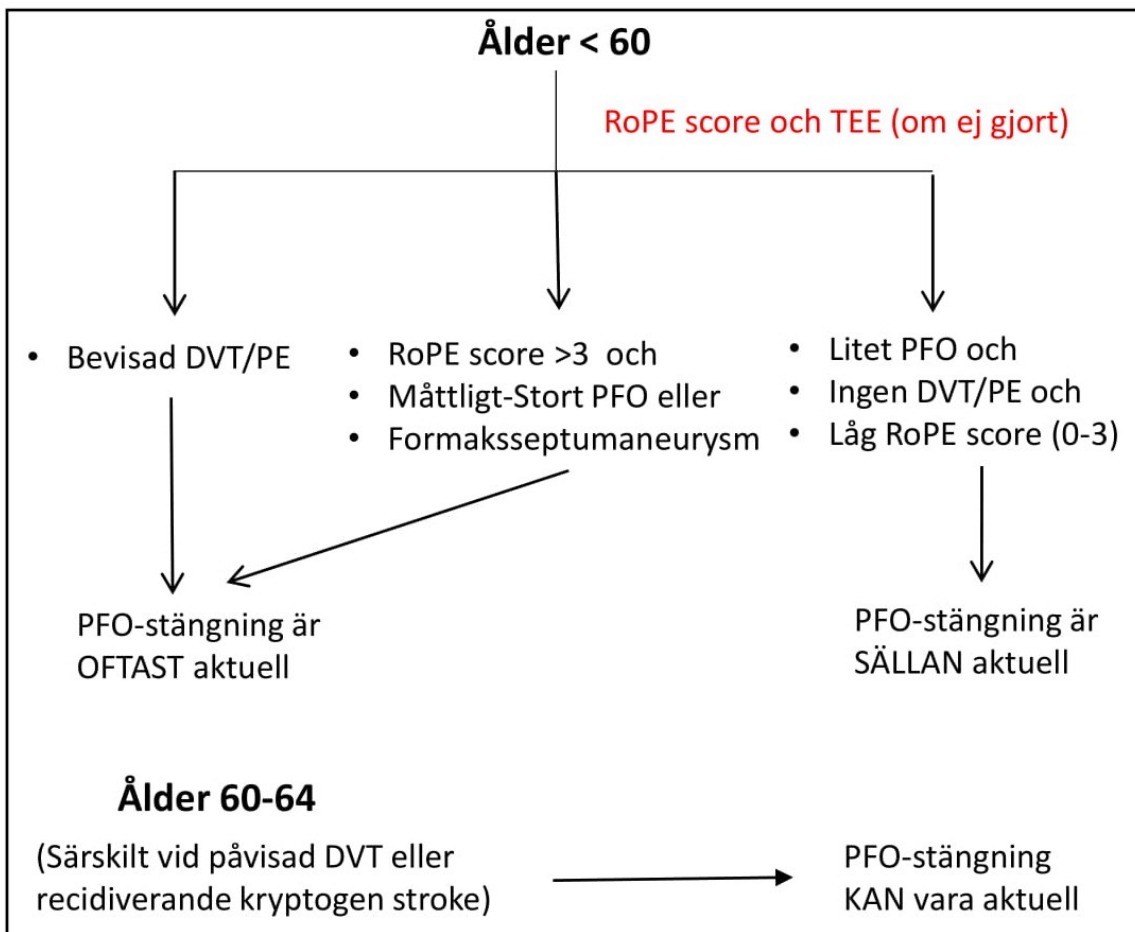 Ålder < 60
RoPE score och TEE (om ej gjort)
• Bevisad DVT/PE
• RoPE score >3 och
• Måttligt-Stort PFO eller
• Formaksseptumaneurysm
• Litet PFO och
• Ingen DVT/PE och
• Låg RoPE score (0-3)
PFO-stängning är
OFTAST aktuell
PFO-stängning är
SÄLLAN aktuell
Ålder 60-64
(Särskilt vid påvisad DVT eller
recidiverande kryptogen stroke)
PFO-stängning
KAN vara aktuell